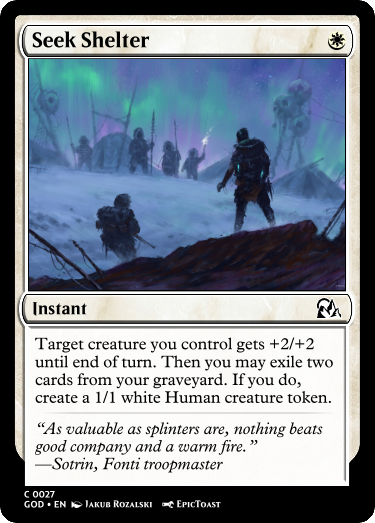 Seek Shelter
Instant
Target creature you control gets +2/+2
until end of turn. Then you may exile two
cards from your graveyard. If you do,
create a 1/1 white Human creature token.
“As valuable as splinters are, nothing beats
good company and a warm fire.”
—Sotrin, Fonti troopmaster
C 0027
GOD • EN Jakub Rozalski EpicToast